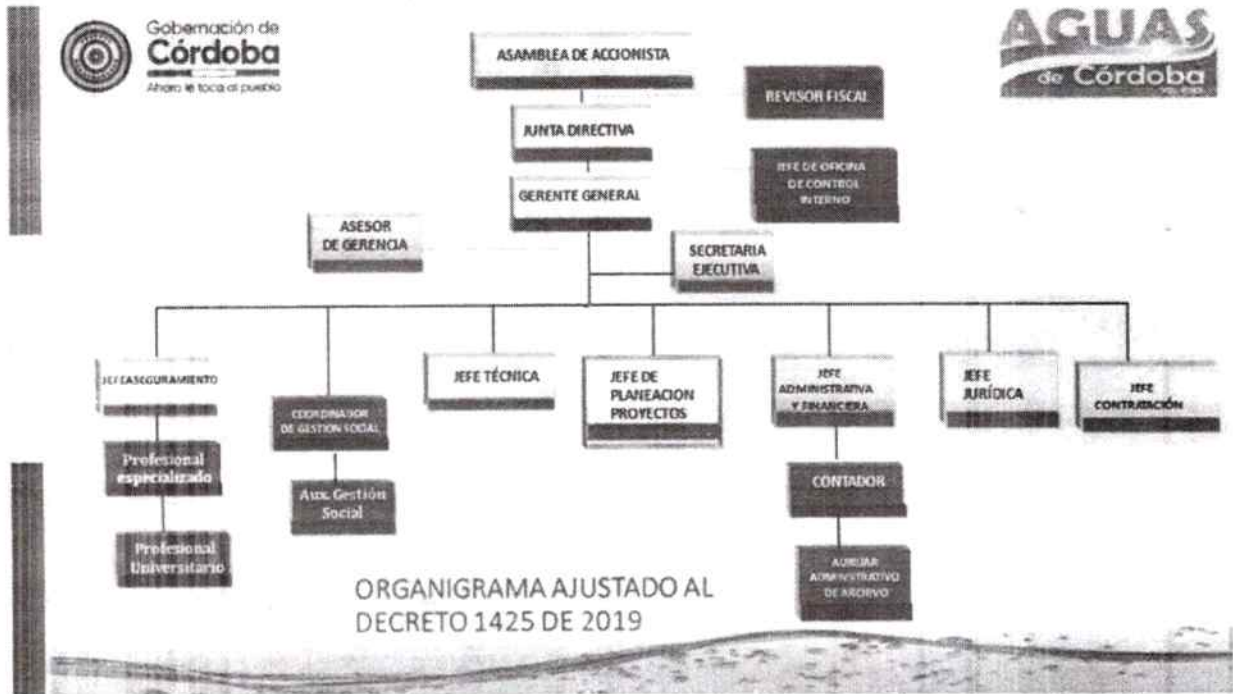 Gobernación de
Córdoba
Ahora le toca al pueblo
AGUAS
de Córdoba
ASAMBLEA DE ACCIONISTA
REVISOR FISCAL
JUNTA DIRECTIVA
JEFE DE OFICINA
DE CONTROL
INTERNO
GERENTE GENERAL
ASESOR
DE GERENCIA
SECRETARIA
EJECUTIVA
JEFEASEGURAMIENTO
COORDINADOR
DE GESTION SOCIAL
JEFE TÉCNICA
JEFE DE
PLANEACION
PROYECTOS
JEFE
ADMINISTRATIVA
Y FINANCIERA
JEFE
JURÍDICA
JEFE
CONTRATACIÓN
Profesional
especializado
Aux. Gestión
Social
CONTADOR
Profesional
Universitario
AUXILIAR
ADMINISTRATIVO
DE ARCHIVO
ORGANIGRAMA AJUSTADO AL
DECRETO 1425 DE 2019